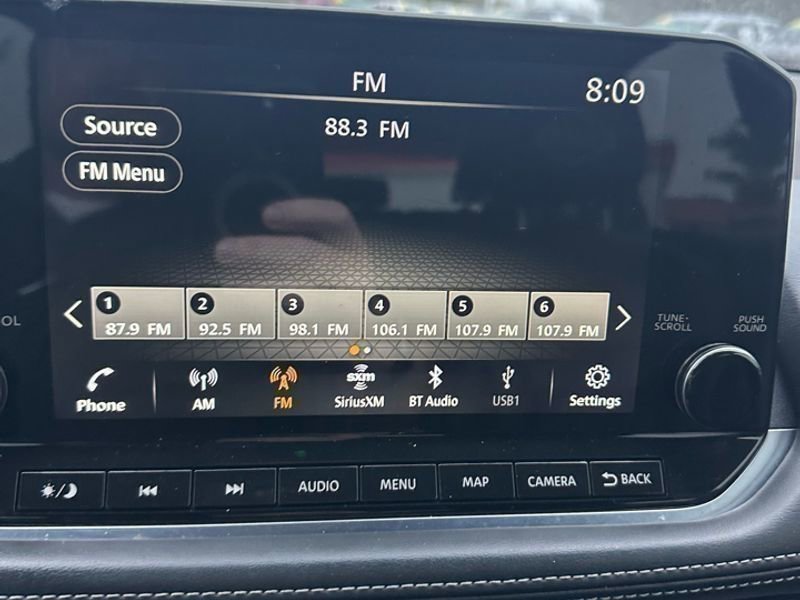 FM
8:09
Source
88.3 FM
FM Menu
1 2 3 4 5 6
87.9 FM 92.5 FM 98.1 FM 106.1 FM 107.9 FM 107.9 FM
OL
TUNE-
SCROLL
PUSH
SOUND
sxm
Phone AM FM SiriusXM BT Audio USB1 Settings
AUDIO MENU MAP CAMERA BACK